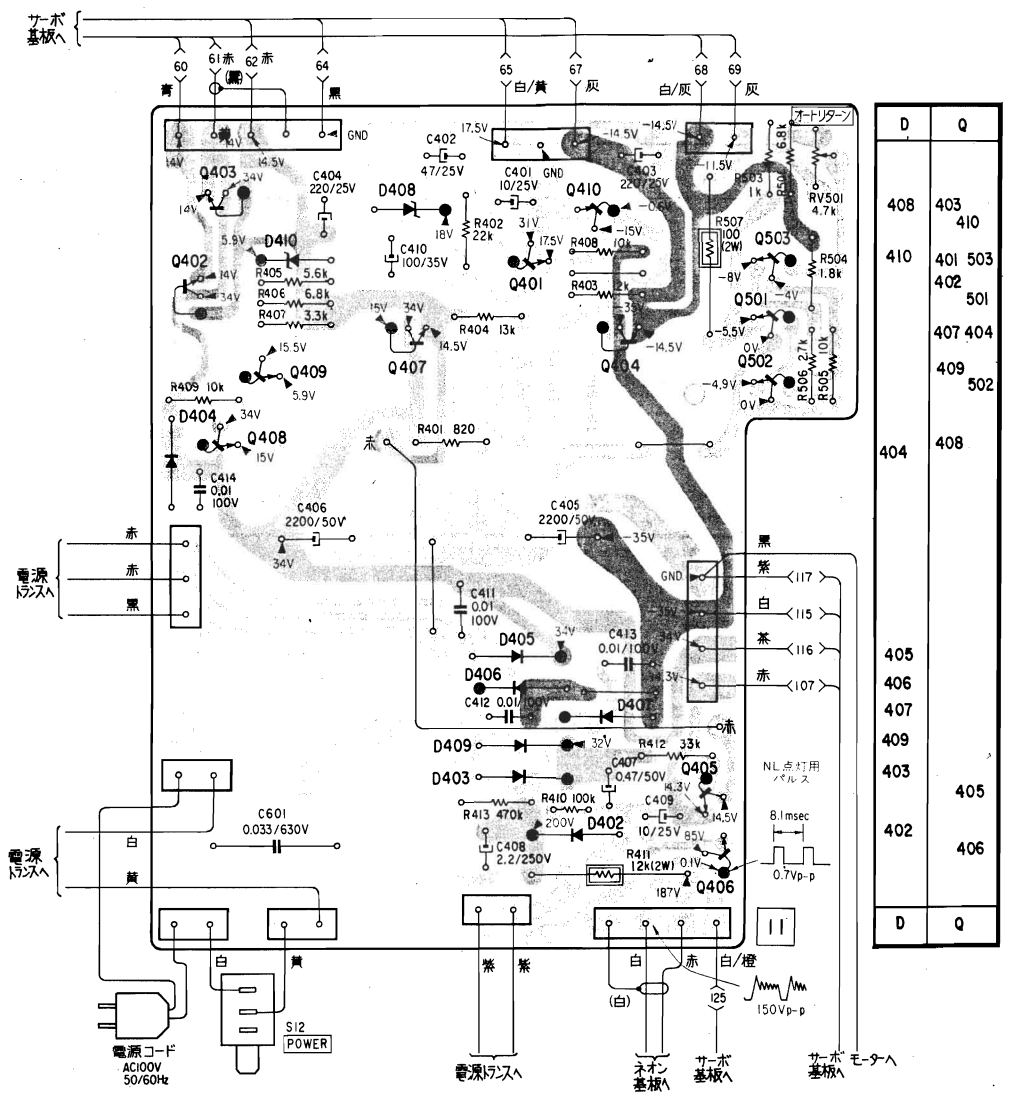 サーボ
基板へ
60
61
赤
(黒)
62
赤
64
65
67
68
69
青
黒
白/黄
灰
白/灰
灰
オートリターン
14V
14V
14.5V
GND
17.5V
GND
-14.5V
-14.5V
-11.5V
Q403
34V
14V
C404
220/25V
C402
47/25V
C401
10/25V
C403
220/25V
R503
1k
R501
6.8k
RV501
4.7k
D408
18V
R402
22k
Q410
-0.6V
-15V
R507
100
(2W)
5.9V
D410
C410
100/35V
31V
17.5V
Q401
R408
10k
Q503
-8V
-4V
R504
1.8k
Q402
14V
34V
R405
5.6k
R406
6.8k
R407
3.3k
R403
12k
-35V
Q501
-5.5V
0V
15V
34V
14.5V
Q407
R404
13k
Q404
-14.5V
Q502
-4.9V
0V
R506
2.7k
R505
10k
15.5V
Q409
5.9V
R409 10k
D404
34V
Q408
15V
赤
R401 820
C414
0.01
100V
C406
2200/50V
34V
C405
2200/50V
-35V
赤
赤
黒
電源
トランスへ
黒
紫
白
茶
赤
GND
-35V
34V
14.3V
117
115
116
107
C411
0.01
100V
D405
34V
C413
0.01/100V
D406
C412 0.01/100V
D407
赤
D409
32V
R412 33k
D403
C407
0.47/50V
Q405
14.3V
14.5V
NL点灯用
パルス
8.1msec
0.7Vp-p
R413
470k
R410 100k
200V
D402
C409
10/25V
85V
0.1V
Q406
C408
2.2/250V
R411
12k(2W)
187V
C601
0.033/630V
白
電源
トランスへ
黄
11
白
黄
紫
紫
白
赤
白/橙
(白)
125
150Vp-p
S12
POWER
電源コード
AC100V
50/60Hz
電源トランスへ
ネオン
基板へ
サーボ
基板へ
サーボ
基板へ
モーターへ
D Q
408 403
410
410 401 503
402
501
407 404
409
502
404 408
405
406
407
409
403
405
402
406
D Q